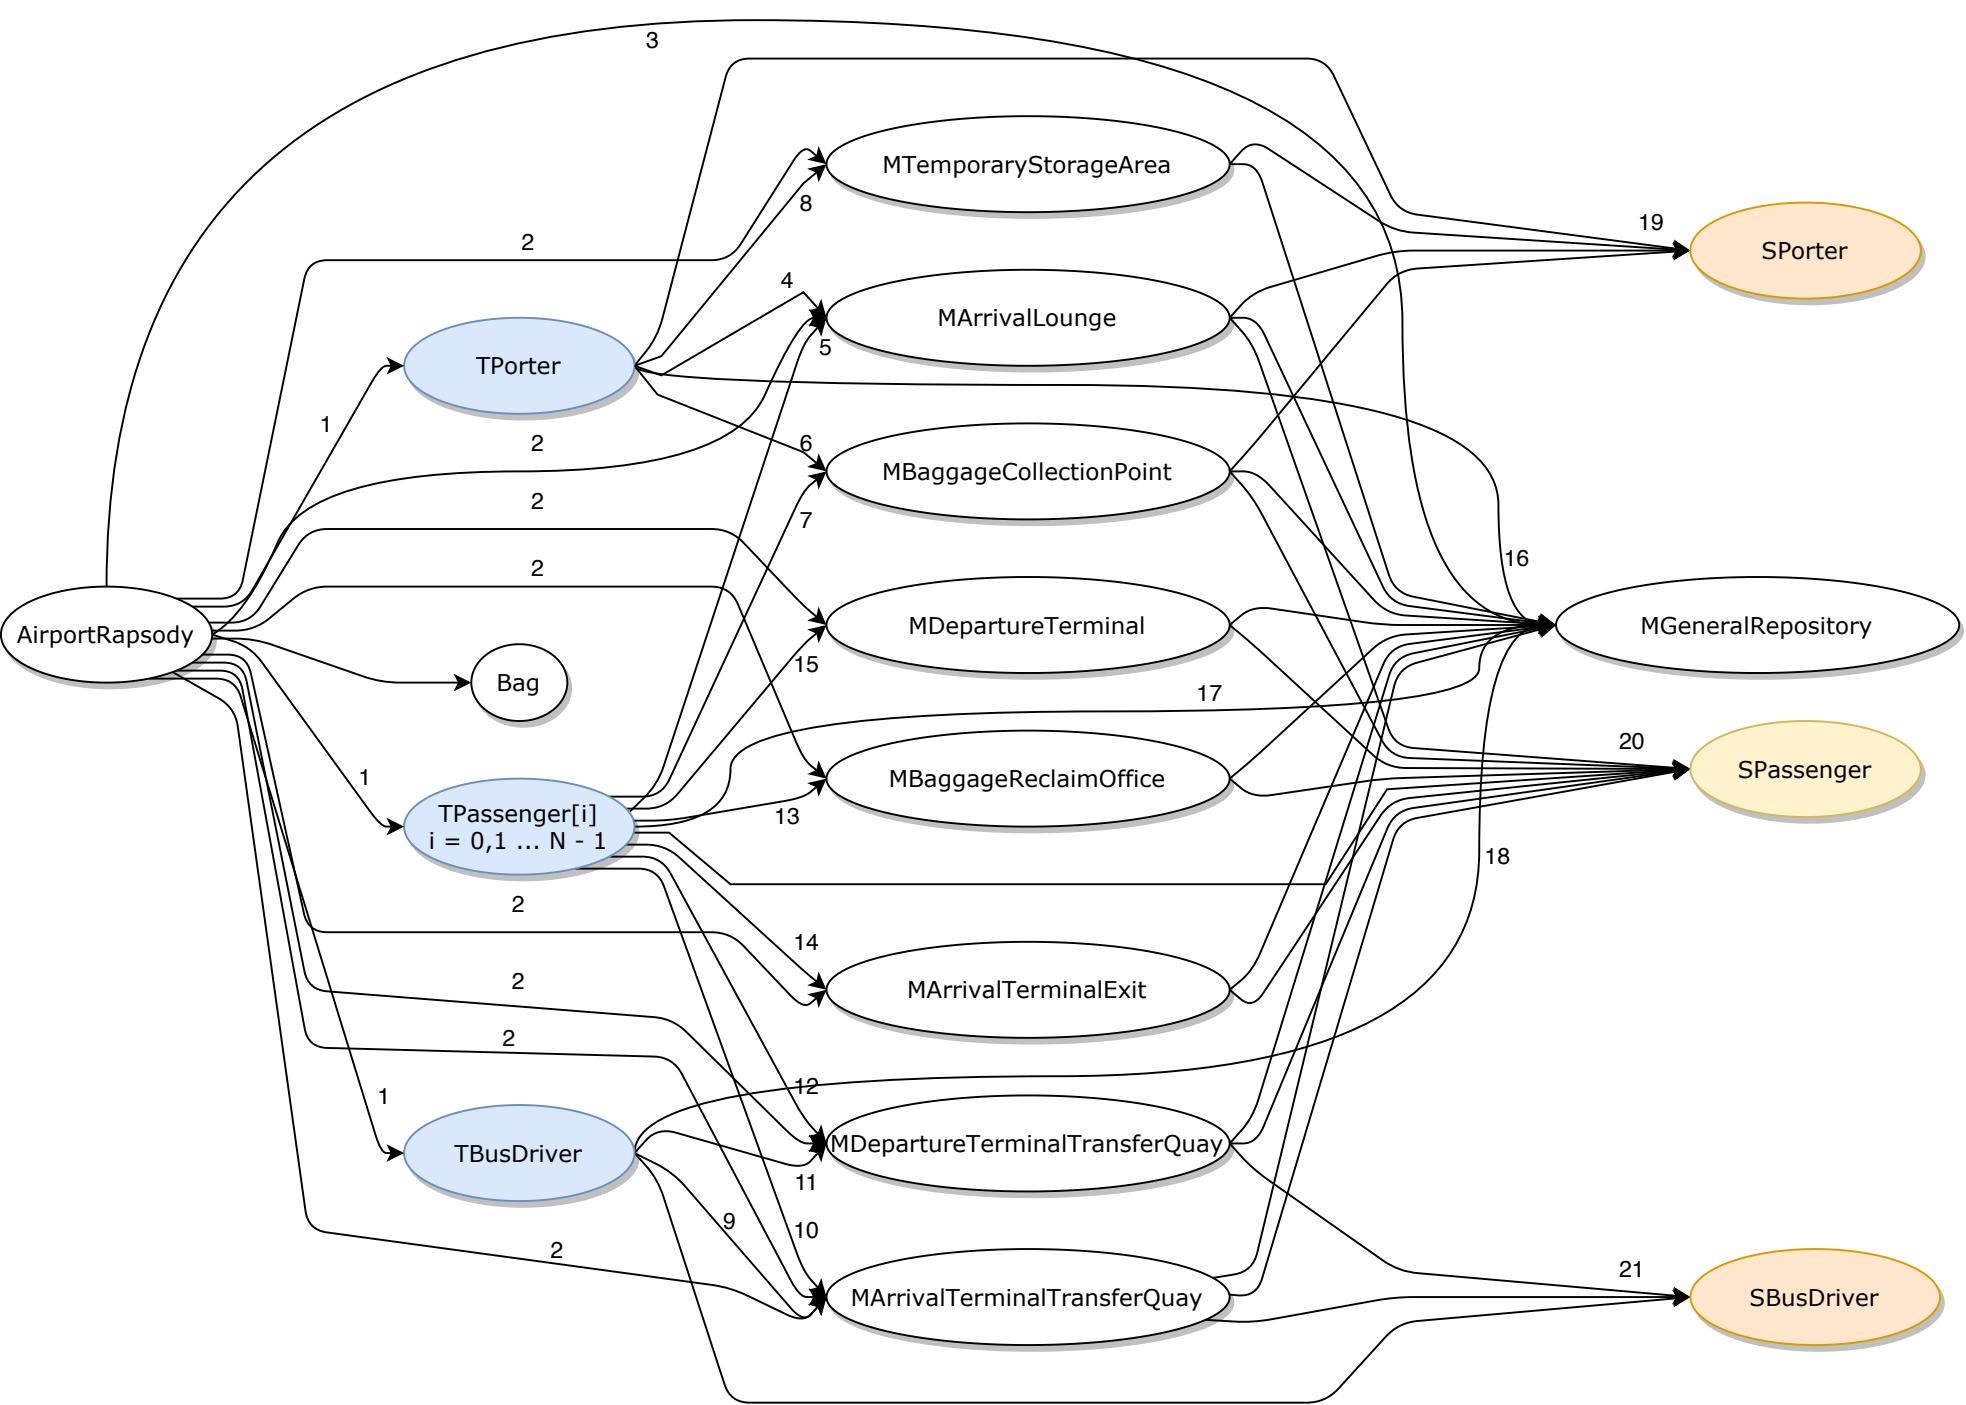 3
MTemporaryStorageArea
8
19
2
SPorter
4
MArrivalLounge
5
TPorter
1
2
6
MBaggageCollectionPoint
2
7
16
2
MDepartureTerminal
MGeneralRepository
AirportRapsody
15
Bag
17
20
1
MBaggageReclaimOffice
SPassenger
TPassenger[i]
i = 0,1 ... N - 1
13
18
2
14
2
MArrivalTerminalExit
2
12
1
TBusDriver
MDepartureTerminalTransferQuay
11
9
10
2
21
MArrivalTerminalTransferQuay
SBusDriver